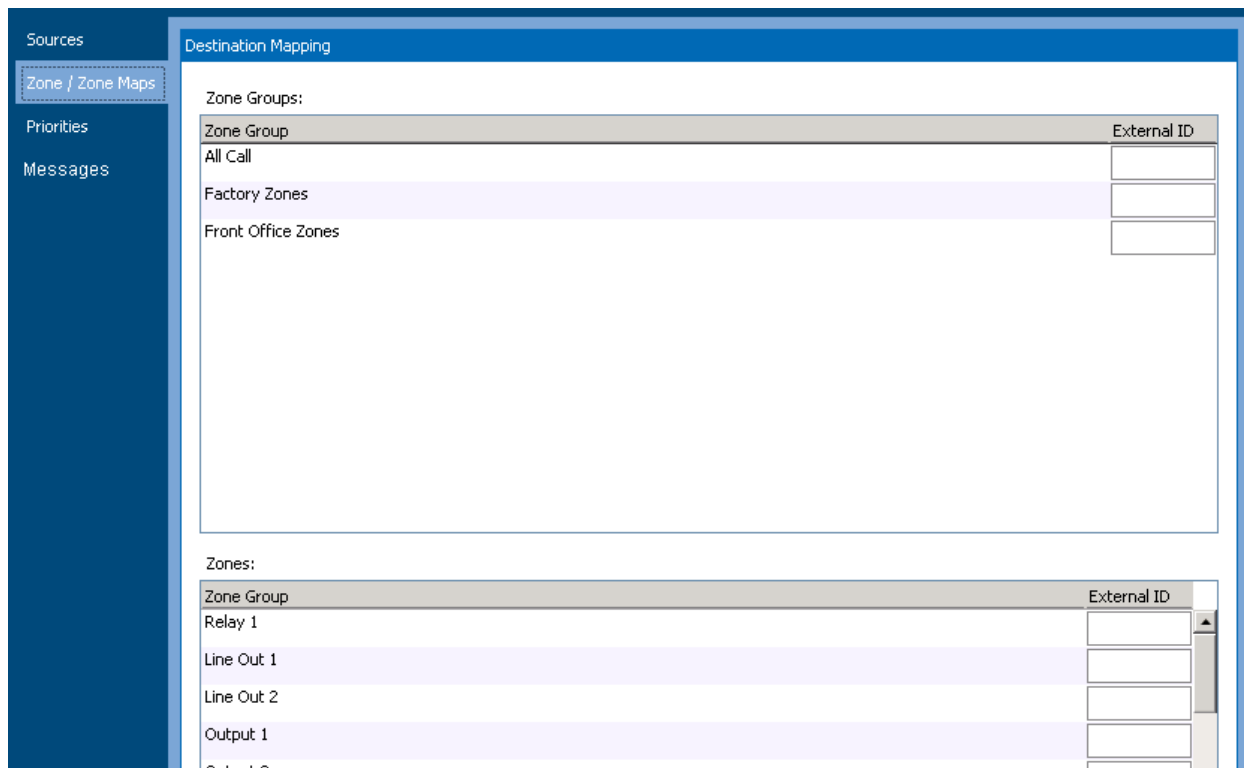 Sources
Zone / Zone Maps
Priorities
Messages
Destination Mapping
Zone Groups:
Zone Group External ID
All Call
Factory Zones
Front Office Zones
Zones:
Zone Group External ID
Relay 1
Line Out 1
Line Out 2
Output 1